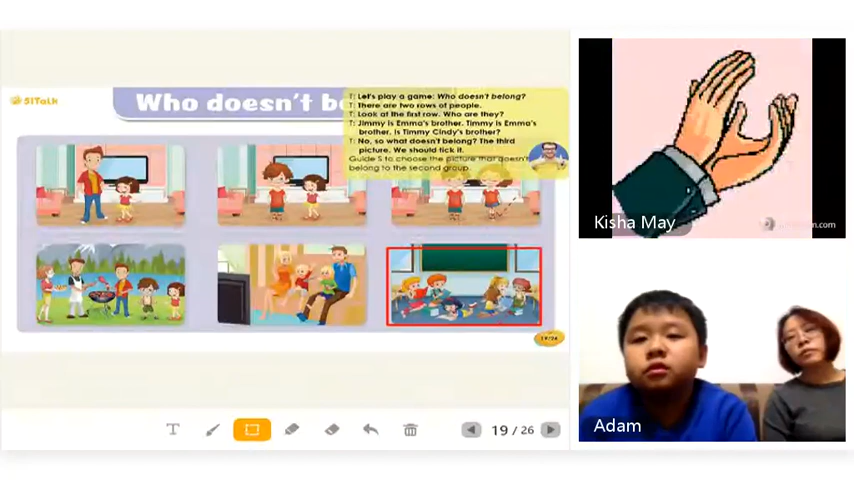 51Talk
Who doesn't be
T: Let's play a game: Who doesn't belong?
T: There are two rows of people.
T: Look at the first row. Who are they?
T: Jimmy is Emma's brother. Timmy is Emma's
brother. Is Timmy Cindy's brother?
T: No, so what doesn't belong? The third
picture. We should tick it.
Guide S to choose the picture that doesn't
belong to the second group.
19/26
T
19 / 26
Kisha May
Adam